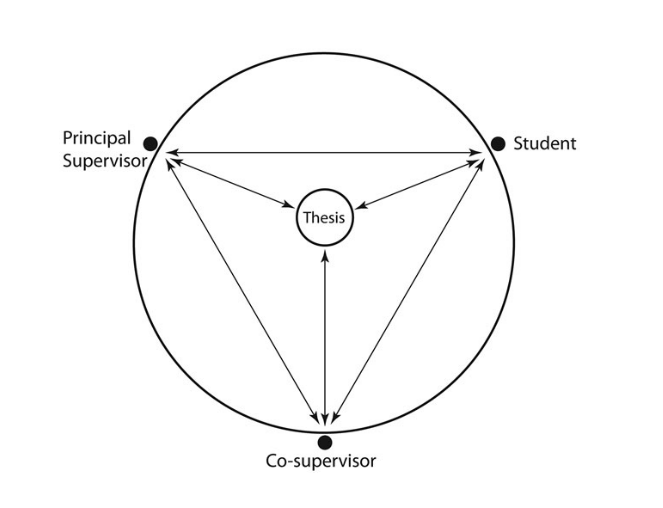 Principal
Supervisor
Student
Thesis
Co-supervisor